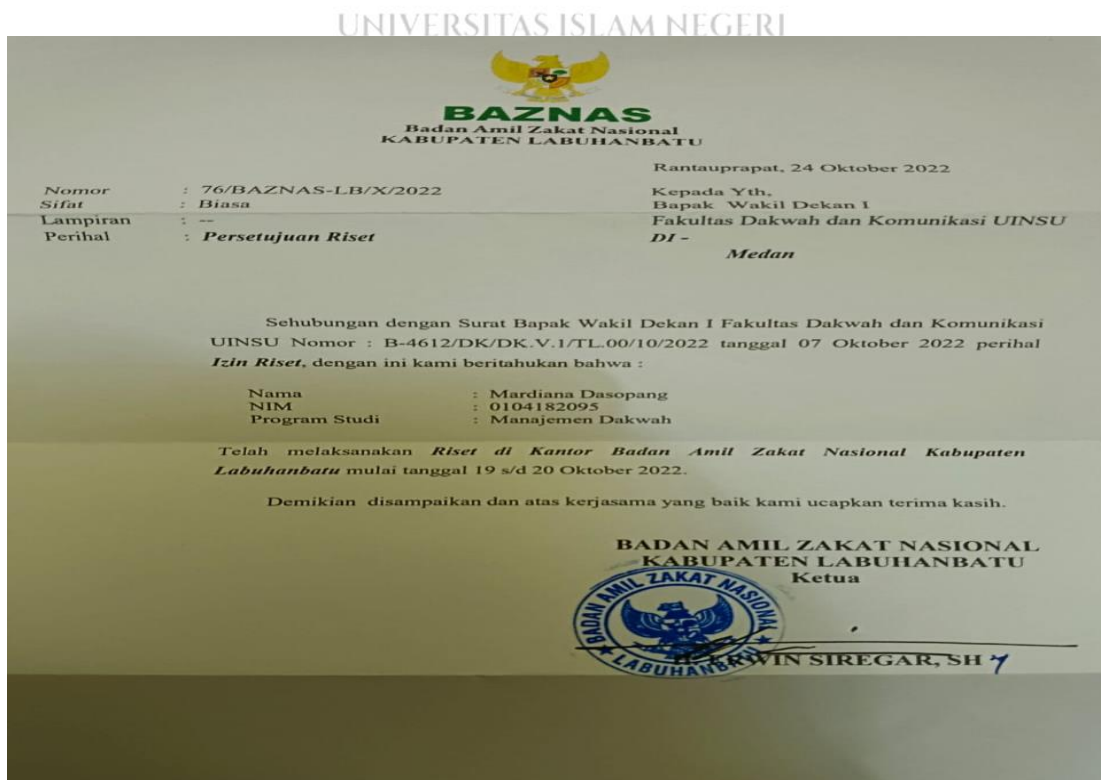 UNIVERSITAS ISLAM NEGERI
BAZNAS
Badan Amil Zakat Nasional
KABUPATEN LABUHANBATU
Rantauprapat, 24 Oktober 2022
Nomor : 76/BAZNAS-LB/X/2022
Sifat : Biasa
Lampiran : --
Perihal : Persetujuan Riset
Kepada Yth,
Bapak Wakil Dekan I
Fakultas Dakwah dan Komunikasi UINSU
DI -
Medan
Sehubungan dengan Surat Bapak Wakil Dekan I Fakultas Dakwah dan Komunikasi
UINSU Nomor : B-4612/DK/DK.V.1/TL.00/10/2022 tanggal 07 Oktober 2022 perihal
Izin Riset, dengan ini kami beritahukan bahwa :
Nama : Mardiana Dasopang
NIM : 0104182095
Program Studi : Manajemen Dakwah
Telah melaksanakan Riset di Kantor Badan Amil Zakat Nasional Kabupaten
Labuhanbatu mulai tanggal 19 s/d 20 Oktober 2022.
Demikian disampaikan dan atas kerjasama yang baik kami ucapkan terima kasih.
BADAN AMIL ZAKAT NASIONAL
KABUPATEN LABUHANBATU
Ketua
BADAN AMIL ZAKAT NASIONAL
LABUHANBATU
H. ERWIN SIREGAR, SH